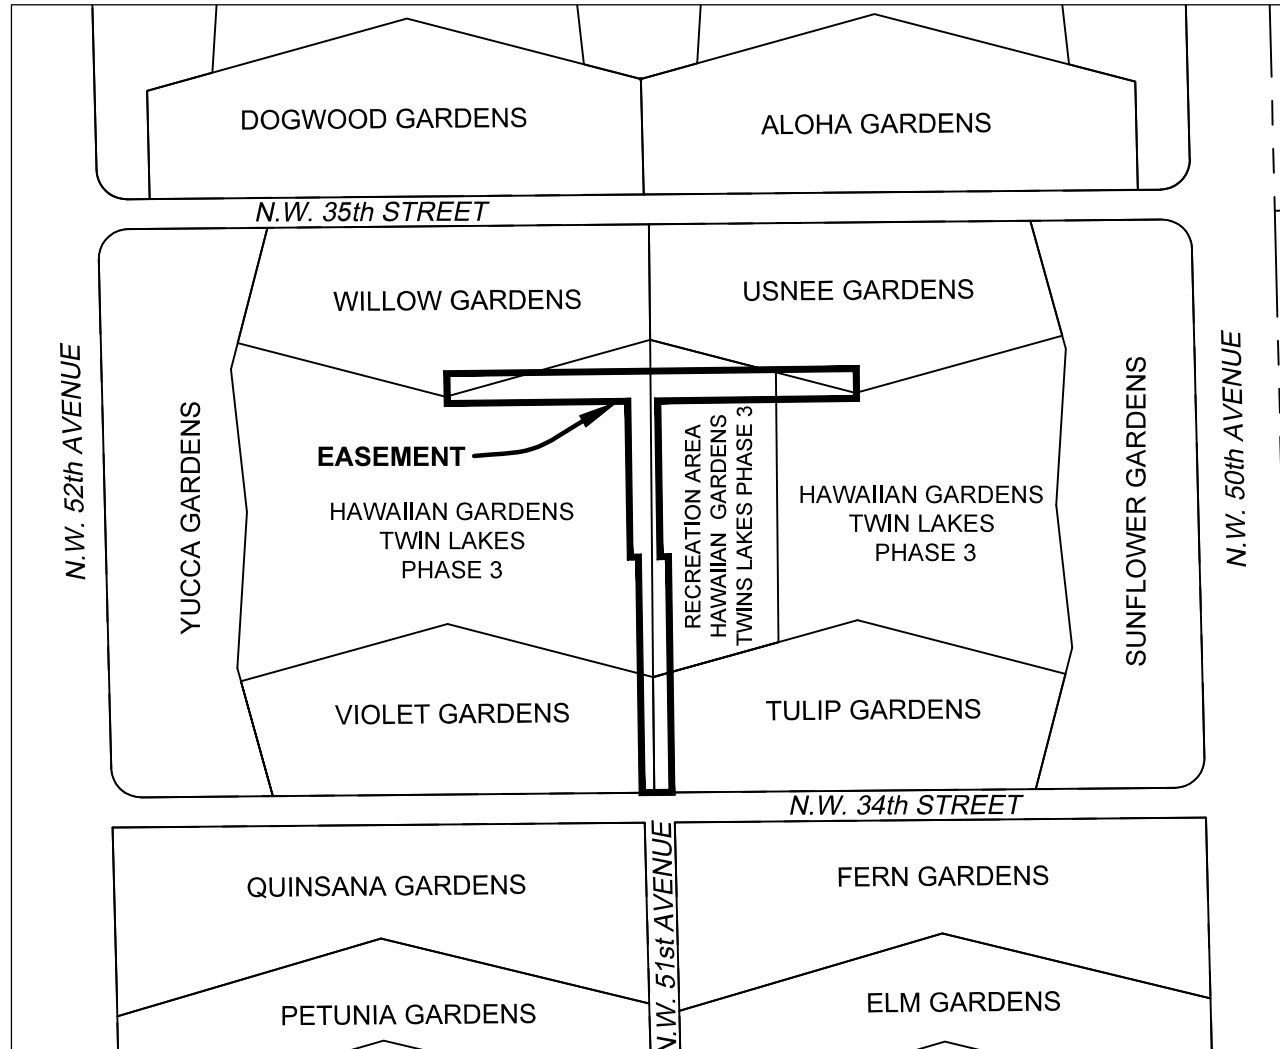 DOGWOOD GARDENS
ALOHA GARDENS
N.W. 35th STREET
WILLOW GARDENS
USNEE GARDENS
N.W. 52th AVENUE
YUCCA GARDENS
EASEMENT
HAWAIIAN GARDENS
TWIN LAKES
PHASE 3
RECREATION AREA
HAWAIIAN GARDENS
TWINS LAKES PHASE 3
HAWAIIAN GARDENS
TWIN LAKES
PHASE 3
SUNFLOWER GARDENS
N.W. 50th AVENUE
VIOLET GARDENS
TULIP GARDENS
N.W. 34th STREET
QUINSANA GARDENS
N.W. 51st AVENUE
FERN GARDENS
PETUNIA GARDENS
ELM GARDENS